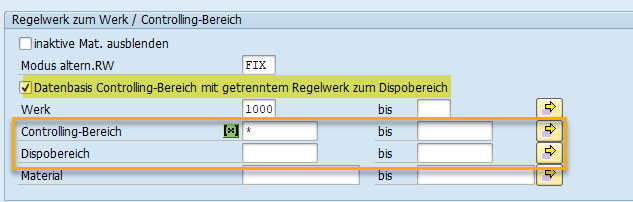 Regelwerk zum Werk / Controlling-Bereich
inaktive Mat. ausblenden
Modus altern.RW FIX
Datenbasis Controlling-Bereich mit getrenntem Regelwerk zum Dispobereich
Werk 1000 bis
Controlling-Bereich * bis
Dispobereich bis
Material bis